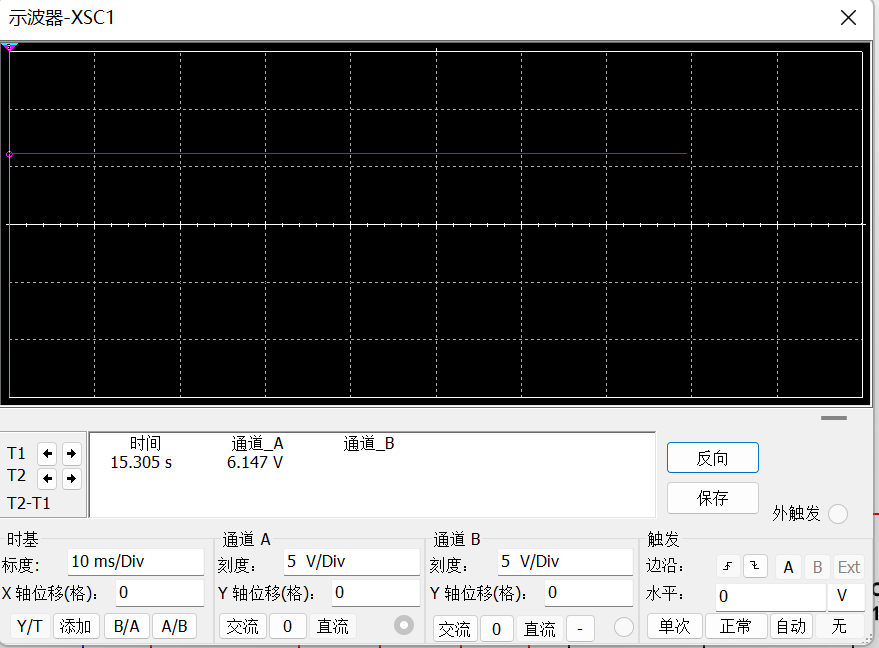 示波器-XSC1
T1
T2
T2-T1
时间 通道_A 通道_B
15.305 s 6.147 V
反向
保存
外触发
时基
标度: 10 ms/Div
X 轴位移(格): 0
Y/T 添加 B/A A/B
通道 A
刻度: 5 V/Div
Y 轴位移(格): 0
交流 0 直流
通道 B
刻度: 5 V/Div
Y 轴位移(格): 0
交流 0 直流 -
触发
边沿: A B Ext
水平: 0 V
单次 正常 自动 无